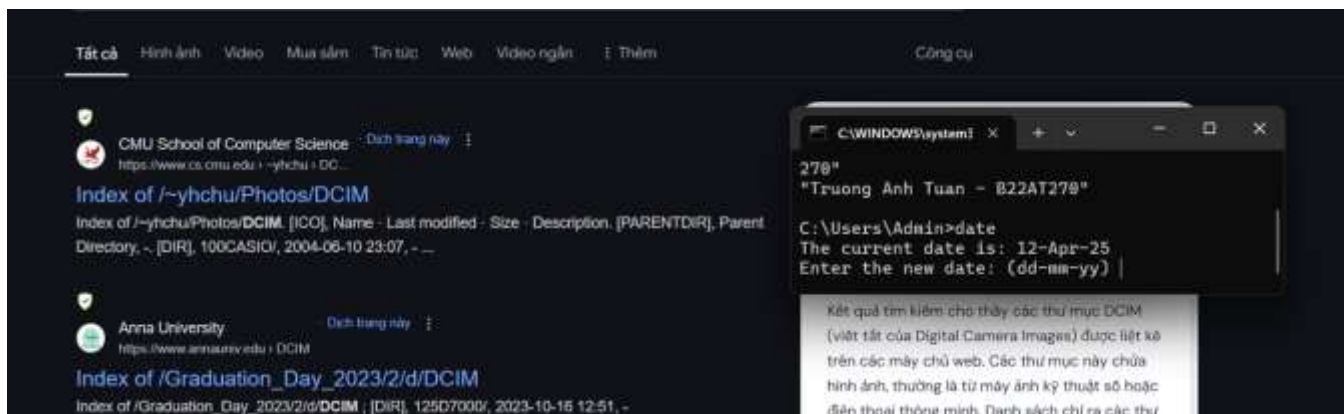 Tất cả Hình ảnh Video Mua sắm Tin tức Web Video ngắn ⋮ Thêm Công cụ
CMU School of Computer Science · Dịch trang này ⋮
https://www.cs.cmu.edu › ~yhchu › DC...
Index of /~yhchu/Photos/DCIM
Index of /~yhchu/Photos/DCIM. [ICO], Name · Last modified · Size · Description. [PARENTDIR], Parent
Directory, -. [DIR], 100CASIO/, 2004-06-10 23:07, - ...
Anna University · Dịch trang này ⋮
https://www.annauniv.edu › DCIM
Index of /Graduation_Day_2023/2/d/DCIM
Index of /Graduation_Day_2023/2/d/DCIM ; [DIR], 125D7000/, 2023-10-16 12:51, -
C:\WINDOWS\system3
270"
"Truong Anh Tuan - B22AT270"
C:\Users\Admin>date
The current date is: 12-Apr-25
Enter the new date: (dd-mm-yy)
Kết quả tìm kiếm cho thấy các thư mục DCIM
(viết tắt của Digital Camera Images) được liệt kê
trên các máy chủ web. Các thư mục này chứa
hình ảnh, thường là từ máy ảnh kỹ thuật số hoặc
điện thoại thông minh. Danh sách chỉ ra các thư